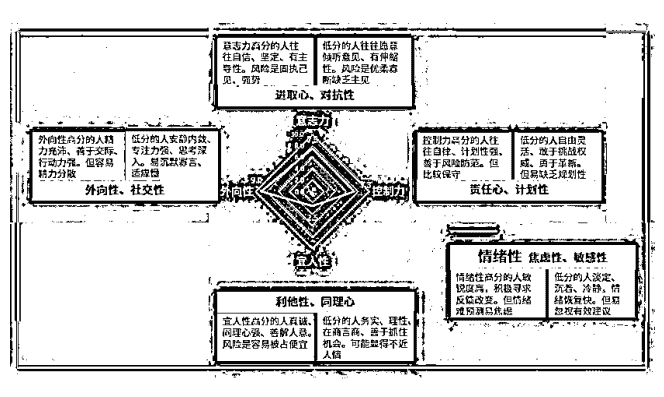 意志力高分的人往
往自信、坚定、有主
导性。风险是固执己
见、强势
低分的人往往愿意
倾听意见、有伸缩
性。风险是优柔寡
断缺乏主见
进取心、对抗性
意志力
外向性高分的人精
力充沛、善于交际、
行动力强。但容易
精力分散
低分的人安静内敛、
专注力强、思考深
入。易沉默寡言、
适应慢
外向性、社交性
外向性
控制力
控制力高分的人往
往自律、计划性强、
善于风险防范。但
比较保守
低分的人自由灵
活、敢于挑战权
威、勇于革新。
但易缺乏规划性
责任心、计划性
宜人性
利他性、同理心
宜人性高分的人真诚、
同理心强、善解人意。
风险是容易被占便宜
低分的人务实、理性、
在商言商、善于抓住
机会。可能显得不近
人情
情绪性 焦虑性、敏感性
情绪性高分的人敏
锐度高，积极寻求
反馈改变。但情绪
难预测易焦虑
低分的人淡定、
沉着、冷静，情
绪恢复快。但易
忽视有效建议